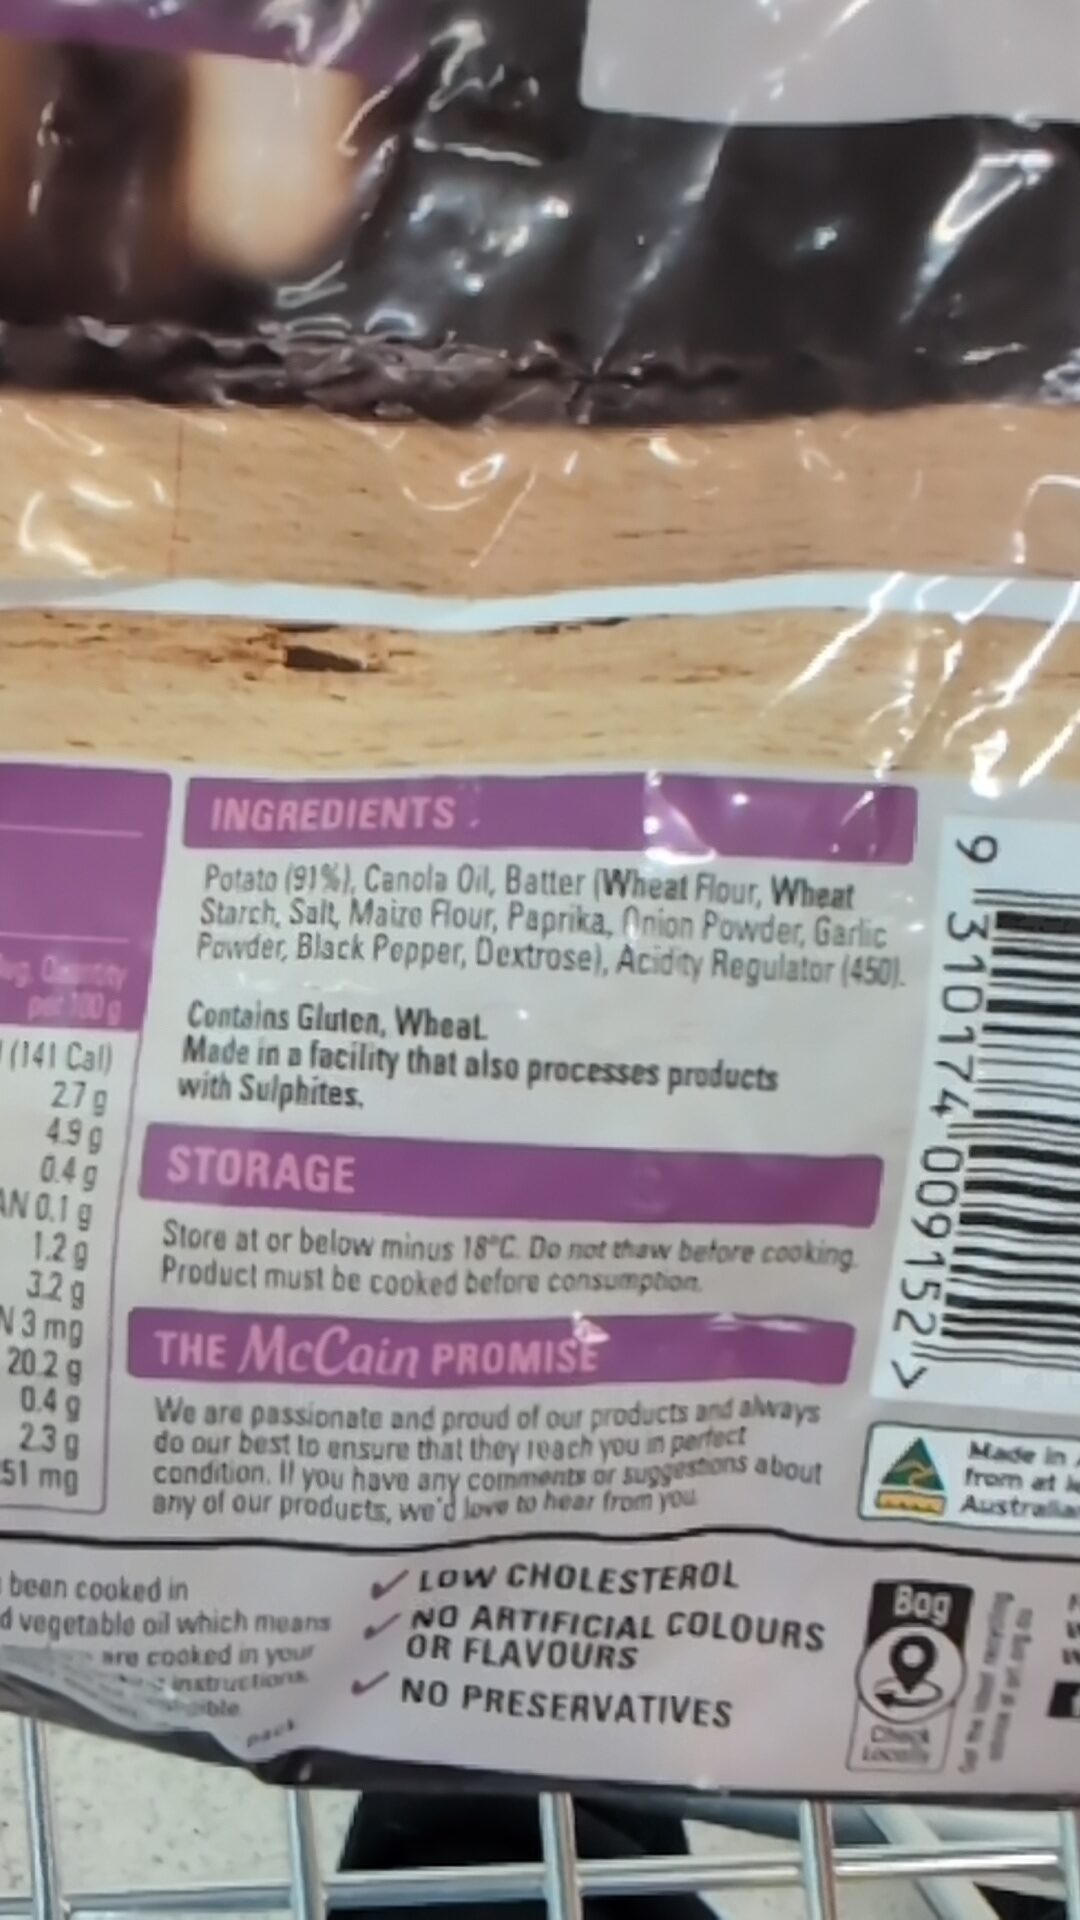 INGREDIENTS
Potato (91%), Canola Oil, Batter (Wheat Flour, Wheat
Starch, Salt, Maize Flour, Paprika, Onion Powder, Garlic
Powder, Black Pepper, Dextrose), Acidity Regulator (450).
Contains Gluten, Wheat.
Made in a facility that also processes products
with Sulphites.
STORAGE
Store at or below minus 18°C. Do not thaw before cooking.
Product must be cooked before consumption.
THE McCain PROMISE
We are passionate and proud of our products and always
do our best to ensure that they reach you in perfect
condition. If you have any comments or suggestions about
any of our products, we'd love to hear from you
Quantity
per 100 g
(141 Cal)
2.7 g
4.9 g
0.4 g
0.1 g
1.2 g
3.2 g
3 mg
20.2 g
0.4 g
2.3 g
51 mg
9 310174 009152 >
Made in
from at
Australian
been cooked in
vegetable oil which means
are cooked in your
instructions
pack
✓ LOW CHOLESTEROL
✓ NO ARTIFICIAL COLOURS
OR FLAVOURS
✓ NO PRESERVATIVES
Bag
Check
Locally